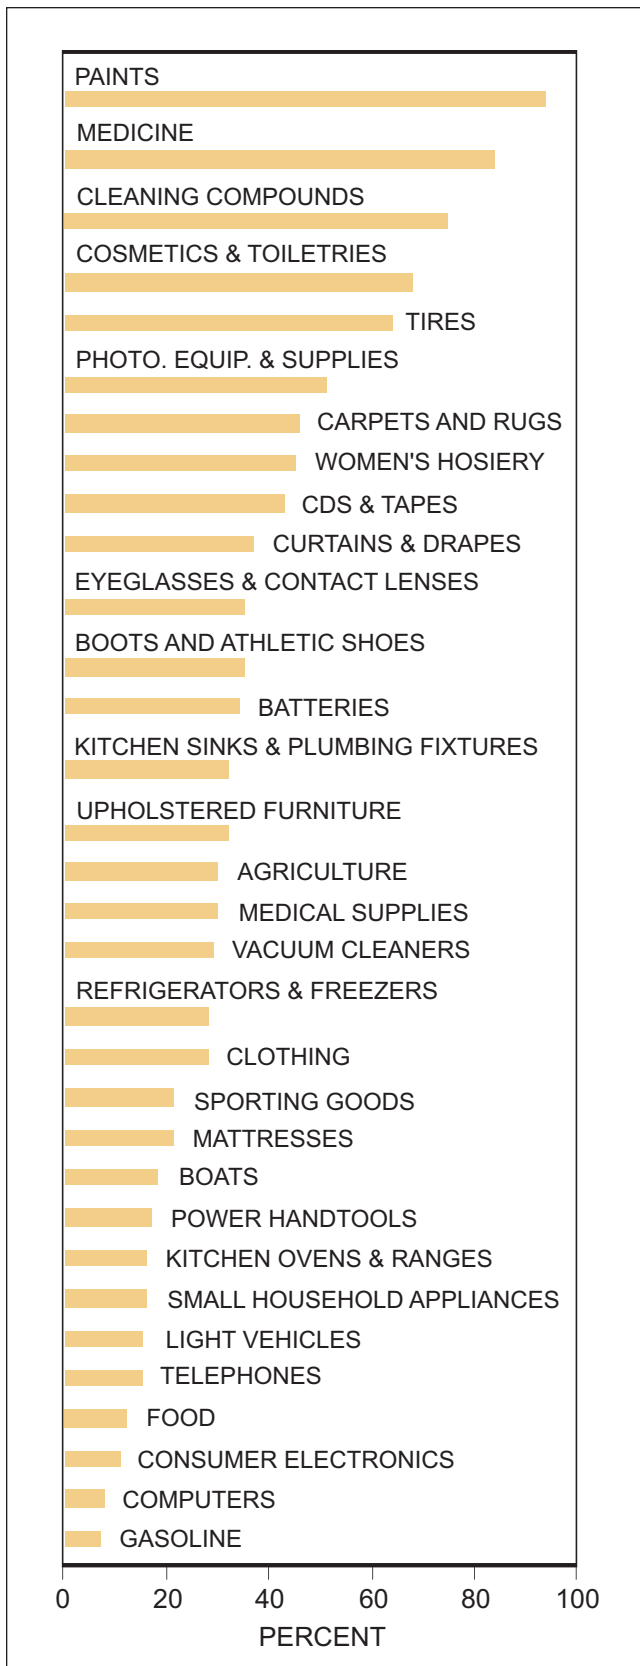 PAINTS
MEDICINE
CLEANING COMPOUNDS
COSMETICS & TOILETRIES
TIRES
PHOTO. EQUIP. & SUPPLIES
CARPETS AND RUGS
WOMEN'S HOSIERY
CDS & TAPES
CURTAINS & DRAPES
EYEGLASSES & CONTACT LENSES
BOOTS AND ATHLETIC SHOES
BATTERIES
KITCHEN SINKS & PLUMBING FIXTURES
UPHOLSTERED FURNITURE
AGRICULTURE
MEDICAL SUPPLIES
VACUUM CLEANERS
REFRIGERATORS & FREEZERS
CLOTHING
SPORTING GOODS
MATTRESSES
BOATS
POWER HANDTOOLS
KITCHEN OVENS & RANGES
SMALL HOUSEHOLD APPLIANCES
LIGHT VEHICLES
TELEPHONES
FOOD
CONSUMER ELECTRONICS
COMPUTERS
GASOLINE
0 20 40 60 80 100
PERCENT